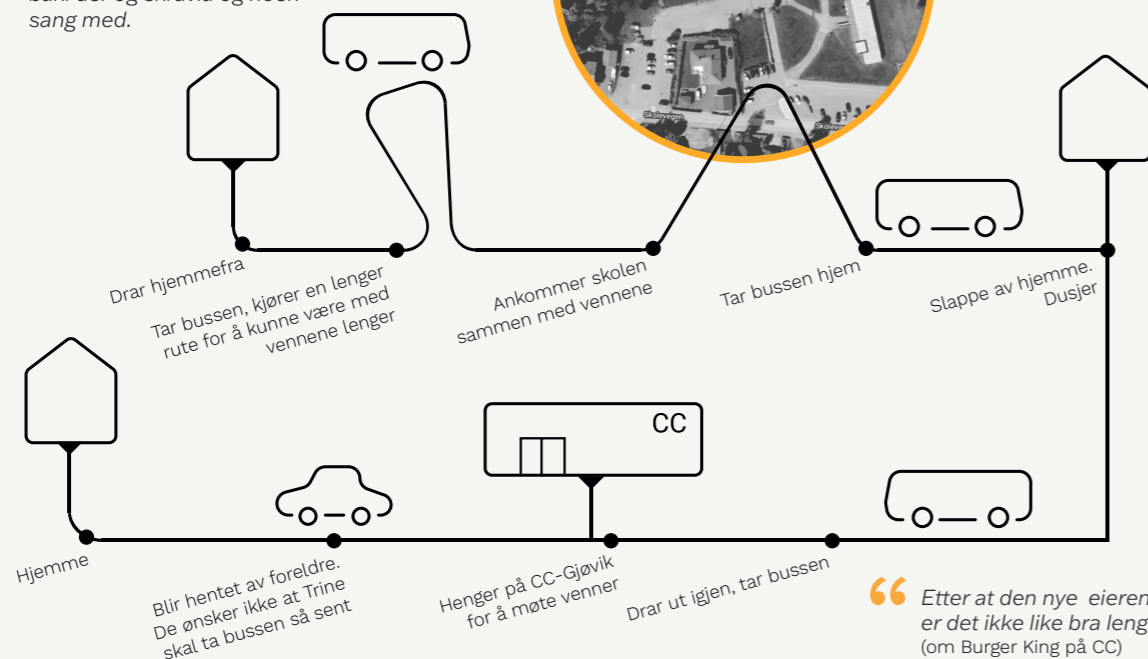 sang med.
Skolevegen
Drar hjemmefra
Tar bussen, kjører en lenger
rute for å kunne være med
vennene lenger
Ankommer skolen
sammen med vennene
Tar bussen hjem
Slappe av hjemme.
Dusjer
CC
Hjemme
Blir hentet av foreldre.
De ønsker ikke at Trine
skal ta bussen så sent
Henger på CC-Gjøvik
for å møte venner
Drar ut igjen, tar bussen
“ Etter at den nye eieren
er det ikke like bra leng
(om Burger King på CC)